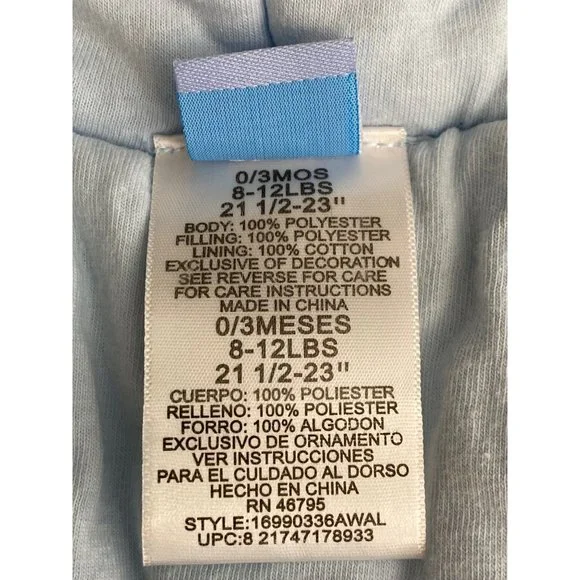 0/3MOS
8-12LBS
21 1/2-23"
BODY: 100% POLYESTER
FILLING: 100% POLYESTER
LINING: 100% COTTON
EXCLUSIVE OF DECORATION
SEE REVERSE FOR CARE
FOR CARE INSTRUCTIONS
MADE IN CHINA
0/3MESES
8-12LBS
21 1/2-23"
CUERPO: 100% POLIESTER
RELLENO: 100% POLIESTER
FORRO: 100% ALGODON
EXCLUSIVO DE ORNAMENTO
VER INSTRUCCIONES
PARA EL CULDADO AL DORSO
HECHO EN CHINA
RN 46795
STYLE:16990336AWAL
UPC:8 21747178933